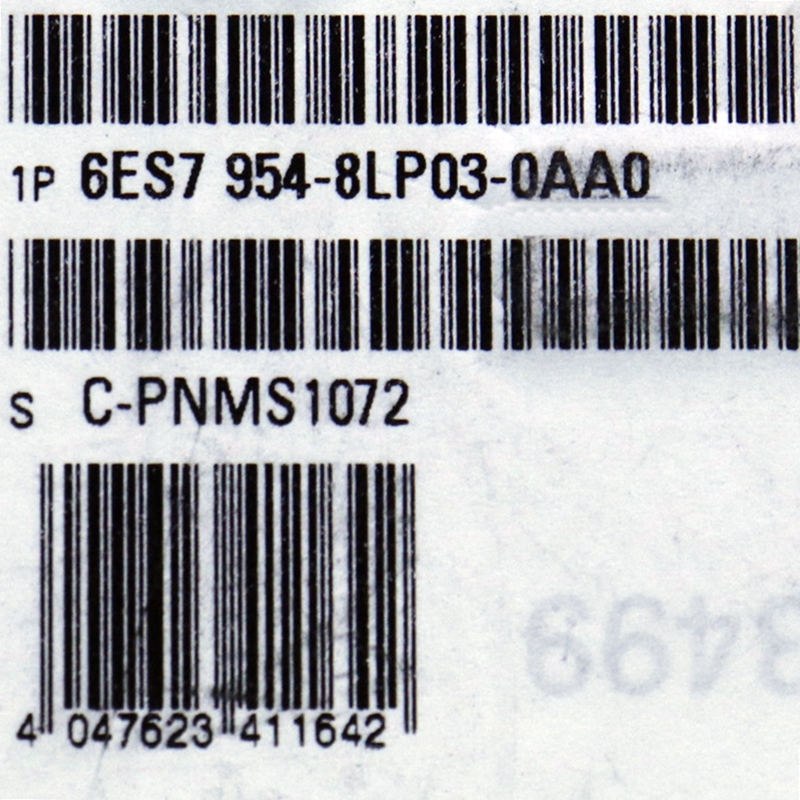 1P 6ES7 954-8LP03-0AA0
S C-PNMS1072
4 047623 411642